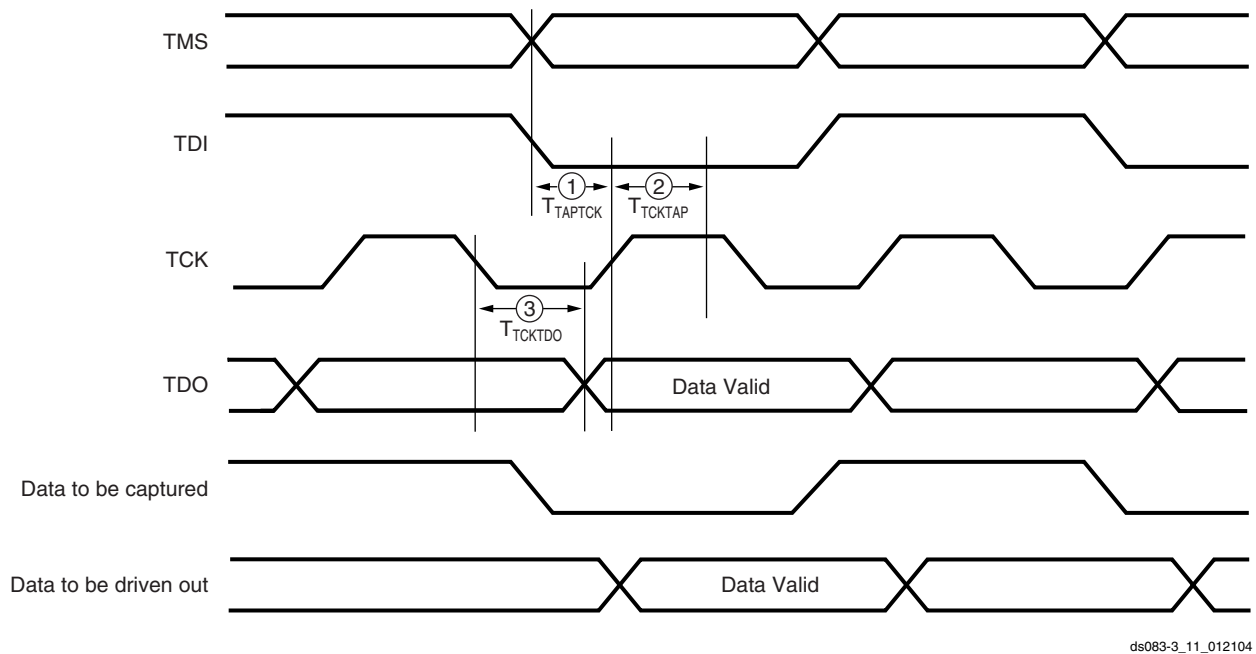 TMS
TDI
1 2
TTAPTCK TTCKTAP
TCK
3
TTCKTDO
TDO Data Valid
Data to be captured
Data to be driven out Data Valid
ds083-3_11_012104